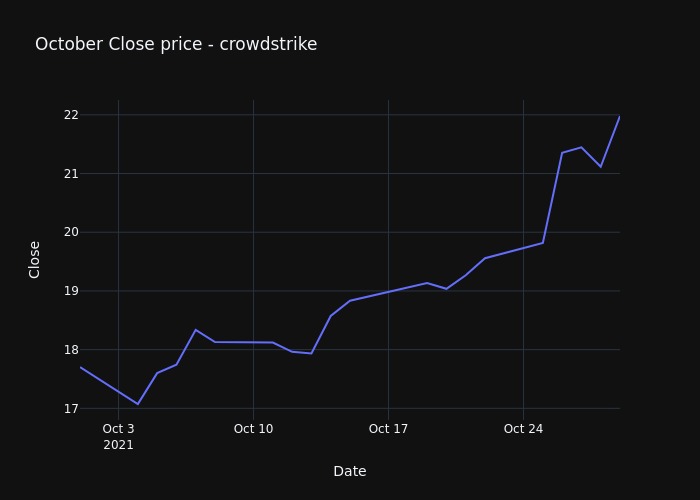 October Close price - crowdstrike
22
21
20
19
18
17
Close
Oct 3
2021
Oct 10
Oct 17
Oct 24
Date